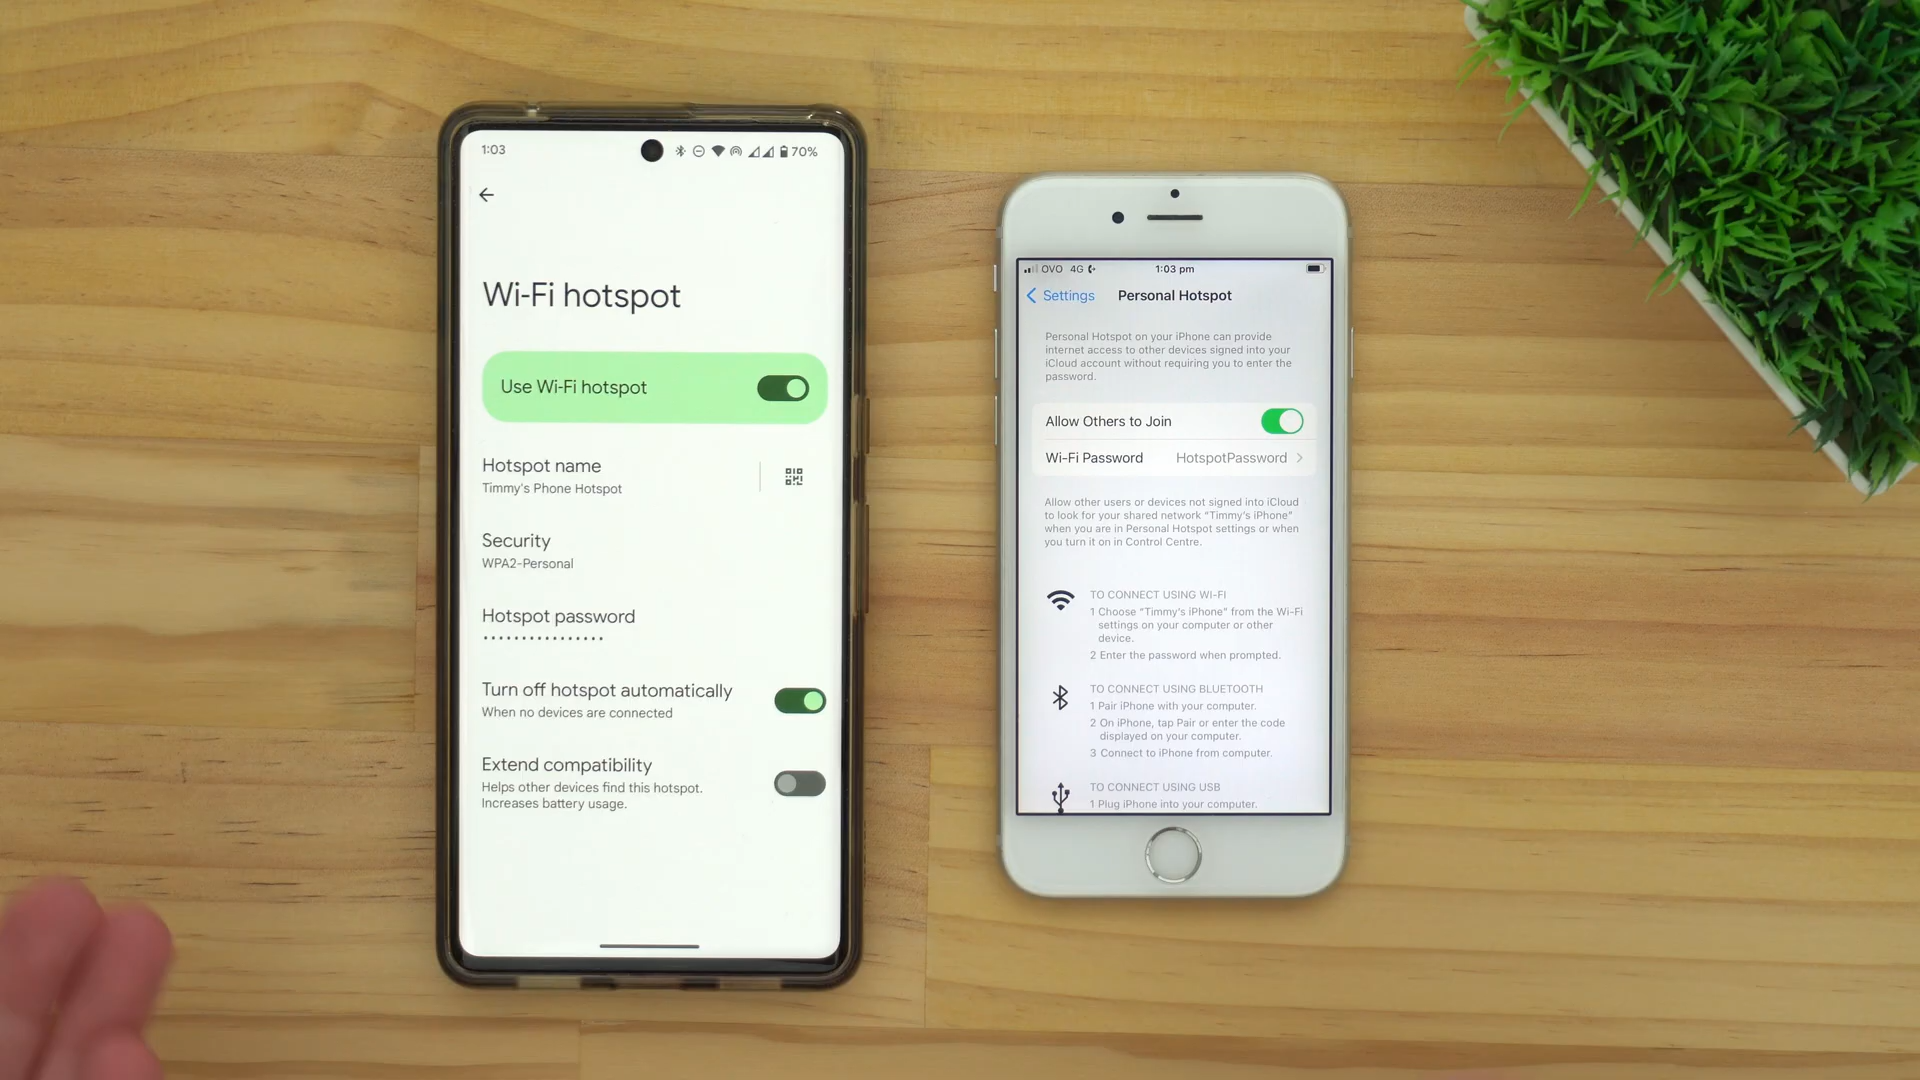 1:03
70%
Wi-Fi hotspot
Use Wi-Fi hotspot
Hotspot name
Timmy's Phone Hotspot
Security
WPA2-Personal
Hotspot password
••••••••••••••••
Turn off hotspot automatically
When no devices are connected
Extend compatibility
Helps other devices find this hotspot.
Increases battery usage.
OVO 4G 1:03 pm
Settings Personal Hotspot
Personal Hotspot on your iPhone can provide
internet access to other devices signed into your
iCloud account without requiring you to enter the
password.
Allow Others to Join
Wi-Fi Password HotspotPassword
Allow other users or devices not signed into iCloud
to look for your shared network “Timmy's iPhone”
when you are in Personal Hotspot settings or when
you turn it on in Control Centre.
TO CONNECT USING WI-FI
1 Choose “Timmy's iPhone” from the Wi-Fi
settings on your computer or other
device.
2 Enter the password when prompted.
TO CONNECT USING BLUETOOTH
1 Pair iPhone with your computer.
2 On iPhone, tap Pair or enter the code
displayed on your computer.
3 Connect to iPhone from computer.
TO CONNECT USING USB
1 Plug iPhone into your computer.